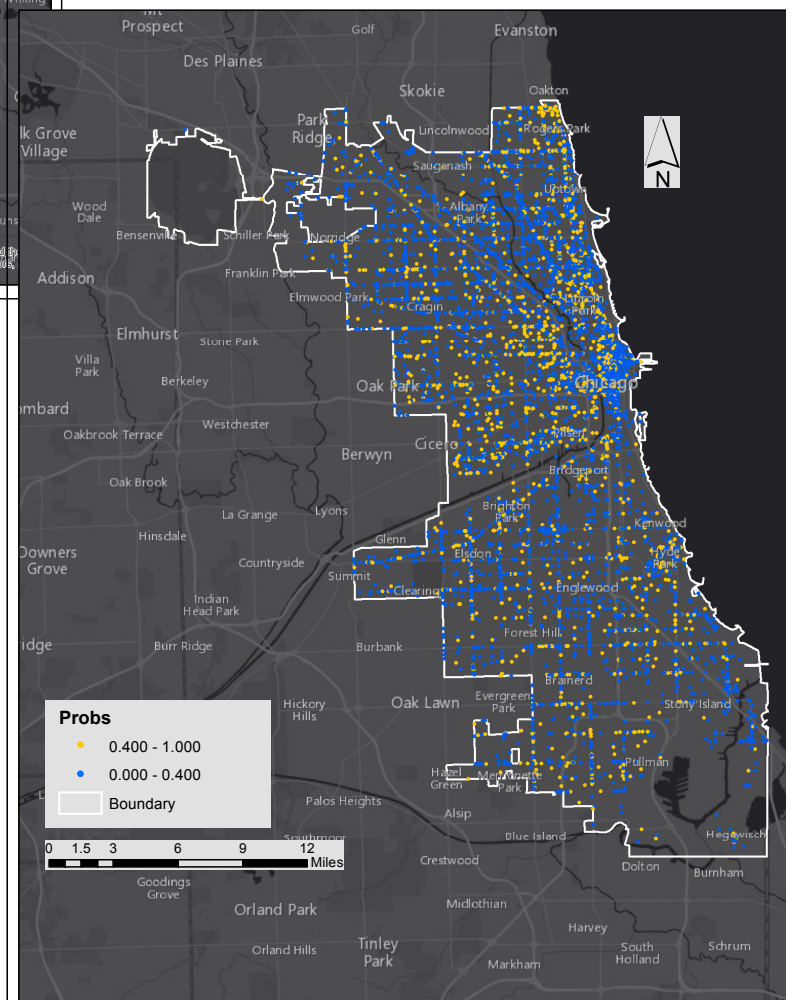 Whiting
Mt
Prospect
Golf
Evanston
Des Plaines
Skokie
Oakton
Park
Ridge
Lincolnwood
Rogers Park
lk Grove
Village
Sauganash
Uptown
Wood
Dale
Albany
Park
Bensenville
Schiller Park
Norridge
Franklin Park
Addison
Elmwood Park
Cragin
Lincoln
Park
Elmhurst
Stone Park
Villa
Park
Berkeley
Oak Park
Chicago
ombard
Oakbrook Terrace
Westchester
Cicero
Pilsen
Berwyn
Bridgeport
Oak Brook
La Grange
Lyons
Brighton
Park
Kenwood
Hinsdale
Glenn
Downers
Grove
Countryside
Elsdon
Hyde
Park
Summit
Clearing
Englewood
Indian
Head Park
Forest Hill
ridge
Burr Ridge
Burbank
Brainerd
Hickory
Hills
Oak Lawn
Evergreen
Park
Stony Island
Probs
0.400 - 1.000
0.000 - 0.400
Boundary
Pullman
Hazel
Green
Merrionette
Park
Palos Heights
Alsip
Blue Island
Hegewisch
Southmoor
0 1.5 3 6 9 12
Miles
Crestwood
Dolton
Burnham
Goodings
Grove
Midlothian
Orland Park
Harvey
Orland Hills
Tinley
Park
South
Holland
Schrum
Markham
N